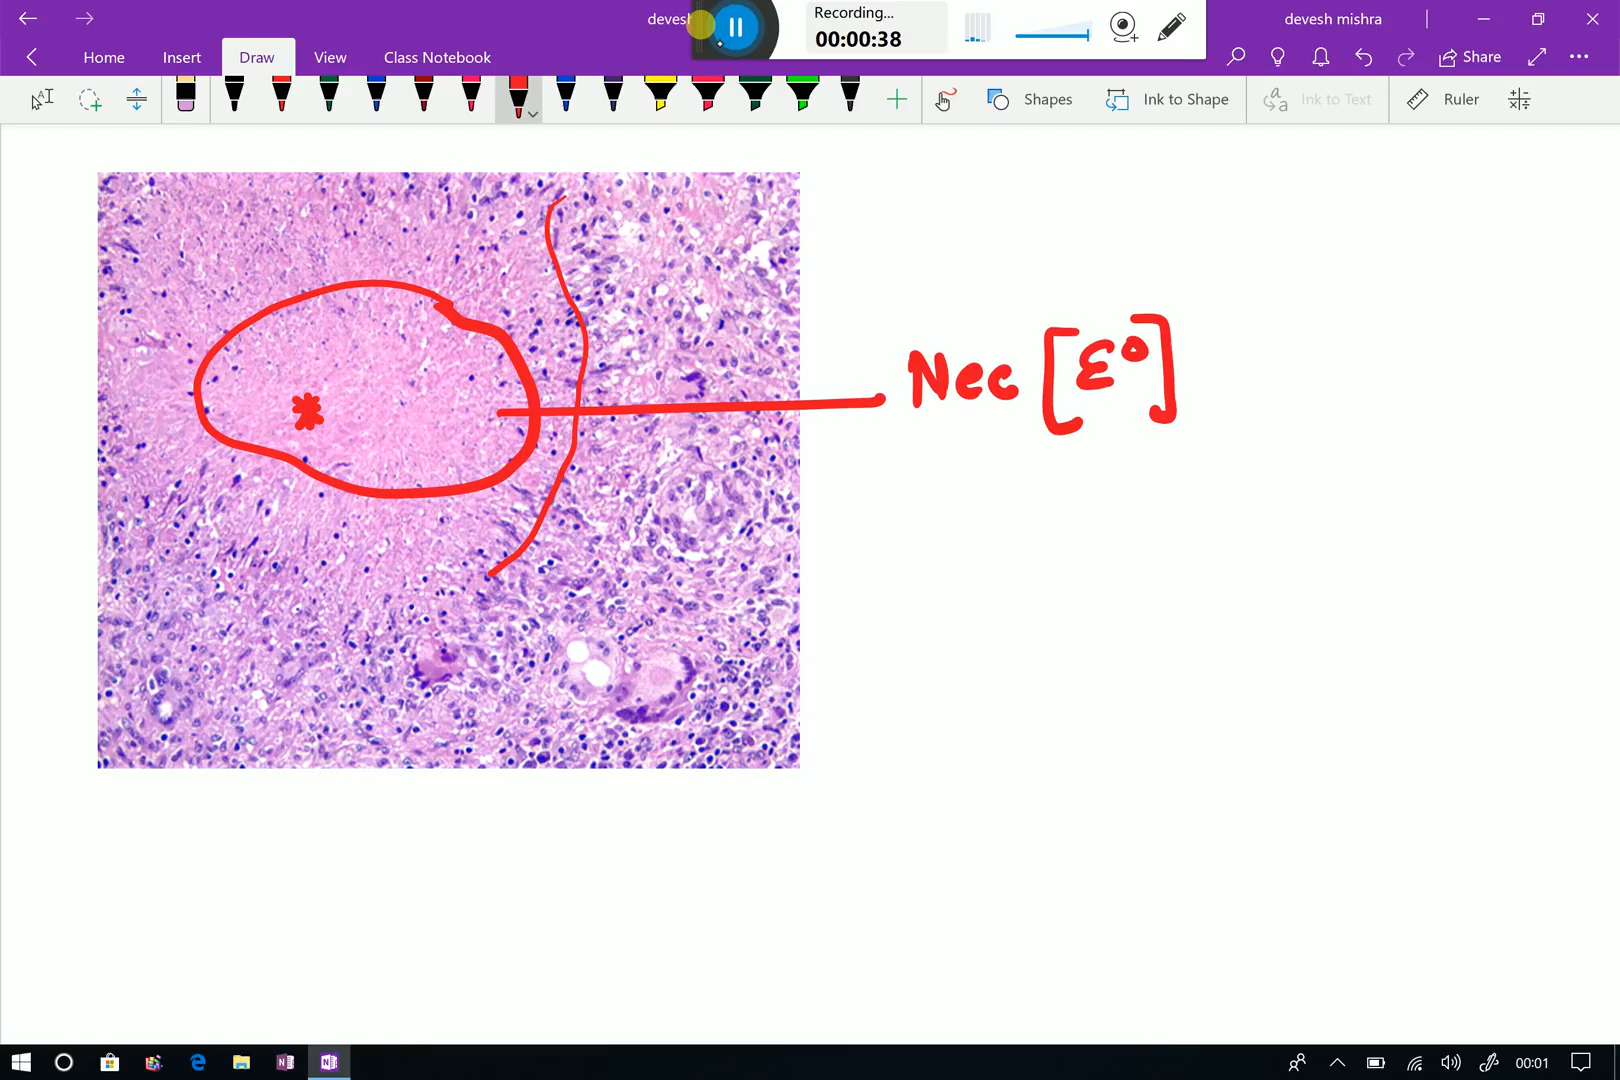 devesh
Recording...
00:00:38
devesh mishra
Home
Insert
Draw
View
Class Notebook
Share
Shapes
Ink to Shape
Ink to Text
Ruler
Nec [ε°]
00:01